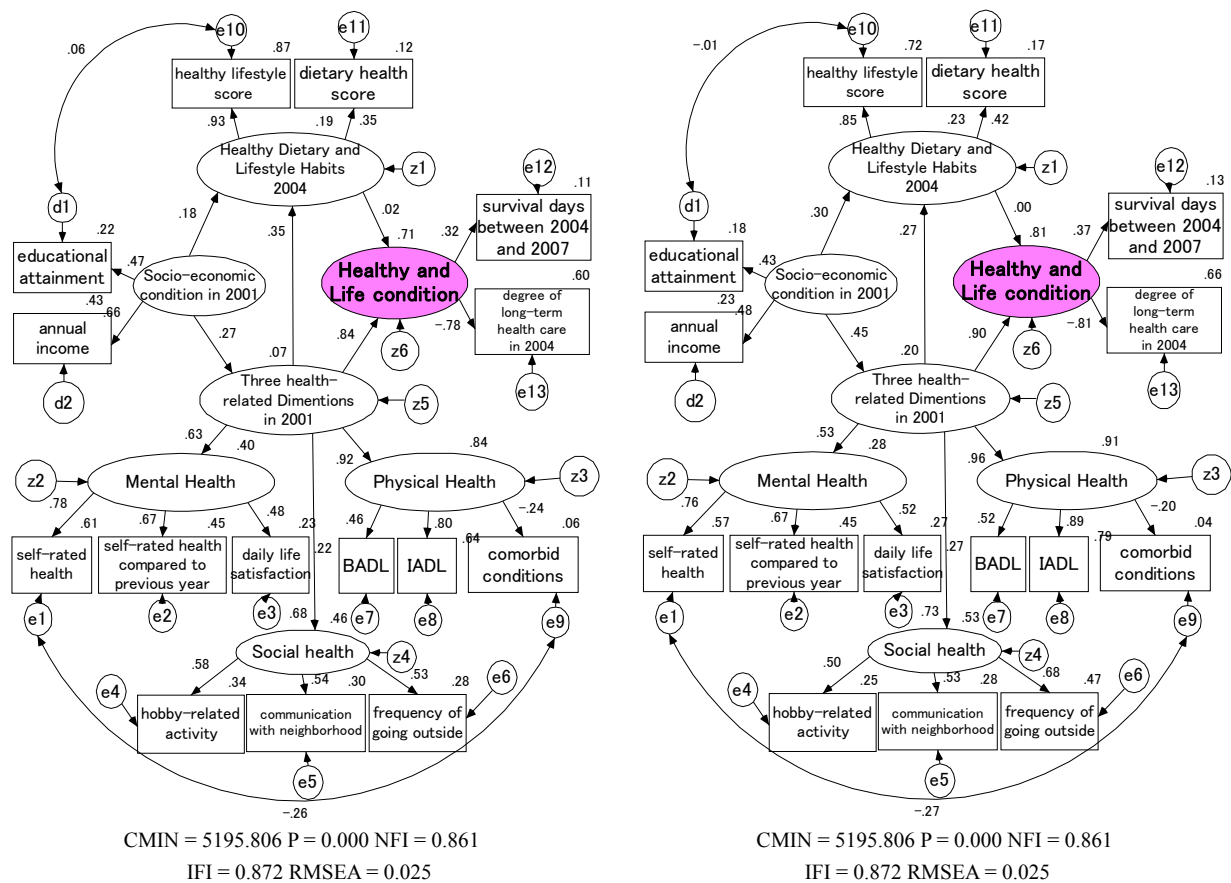 e10
e11
.06
.87
.12
healthy lifestyle
score
dietary health
score
.93
.19
.35
Healthy Dietary and
Lifestyle Habits
2004
z1
e12
.11
d1
.18
.35
.02
.22
.71
.32
survival days
between 2004
and 2007
educational
attainment
.47
Socio-economic
condition in 2001
Healthy and
Life condition
.60
.43
.66
annual
income
.27
.07
.84
z6
-.78
degree of
long-term
health care
in 2004
d2
Three health-
related Dimentions
in 2001
z5
e13
.63
.40
.92
.84
z2
Mental Health
Physical Health
z3
.78
.61
.67
.45
.48
.23
.22
.46
.80
.64
-.24
.06
self-rated
health
self-rated health
compared to
previous year
daily life
satisfaction
BADL
IADL
comorbid
conditions
e1
e2
e3
e7
e8
e9
.68
.46
Social health
z4
.58
.34
.54
.30
.53
.28
e4
e6
hobby-related
activity
communication
with neighborhood
frequency of
going outside
e5
-.26
CMIN = 5195.806 P = 0.000 NFI = 0.861
IFI = 0.872 RMSEA = 0.025
e10
e11
-.01
.72
.17
healthy lifestyle
score
dietary health
score
.85
.23
.42
Healthy Dietary and
Lifestyle Habits
2004
z1
e12
.13
d1
.30
.27
.00
.18
.81
.37
survival days
between 2004
and 2007
educational
attainment
.43
Socio-economic
condition in 2001
Healthy and
Life condition
.66
.23
.48
annual
income
.45
.20
.90
z6
-.81
degree of
long-term
health care
in 2004
d2
Three health-
related Dimentions
in 2001
z5
e13
.53
.28
.96
.91
z2
Mental Health
Physical Health
z3
.76
.57
.67
.45
.52
.27
.27
.52
.89
.79
-.20
.04
self-rated
health
self-rated health
compared to
previous year
daily life
satisfaction
BADL
IADL
comorbid
conditions
e1
e2
e3
e7
e8
e9
.73
.53
Social health
z4
.50
.25
.53
.28
.68
.47
e4
e6
hobby-related
activity
communication
with neighborhood
frequency of
going outside
e5
-.27
CMIN = 5195.806 P = 0.000 NFI = 0.861
IFI = 0.872 RMSEA = 0.025